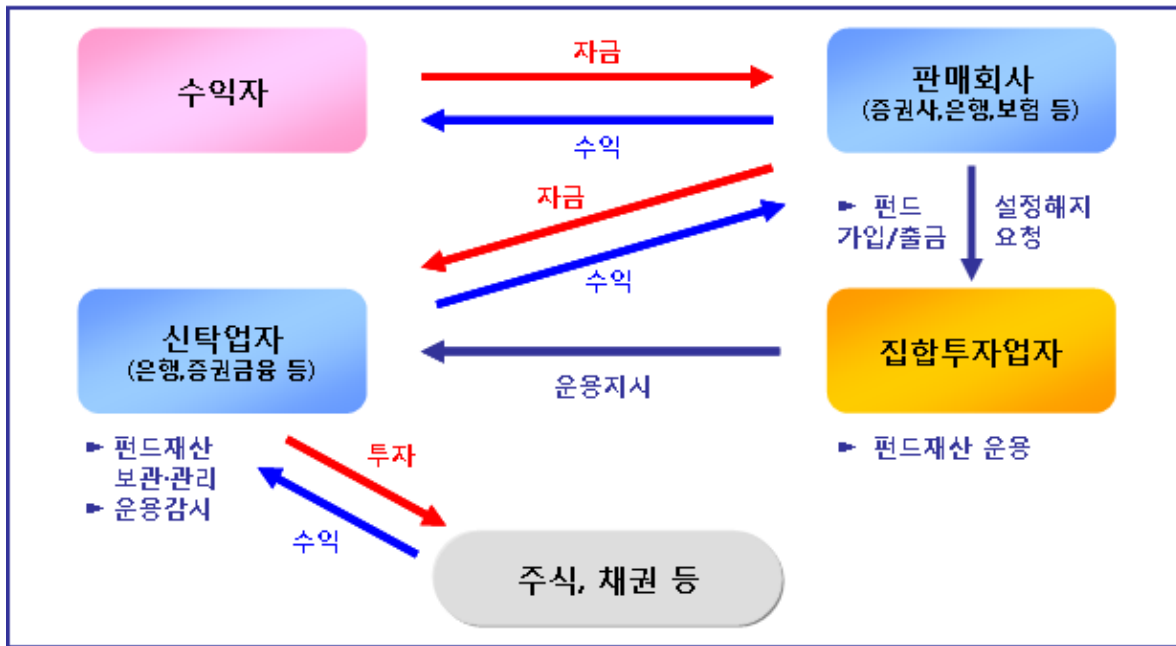 수익자
자금
수익
판매회사
(증권사,은행,보험 등)
자금
수익
► 펀드
가입/출금
설정해지
요청
신탁업자
(은행,증권금융 등)
운용지시
집합투자업자
► 펀드재산
보관·관리
► 운용감시
투자
수익
► 펀드재산 운용
주식, 채권 등